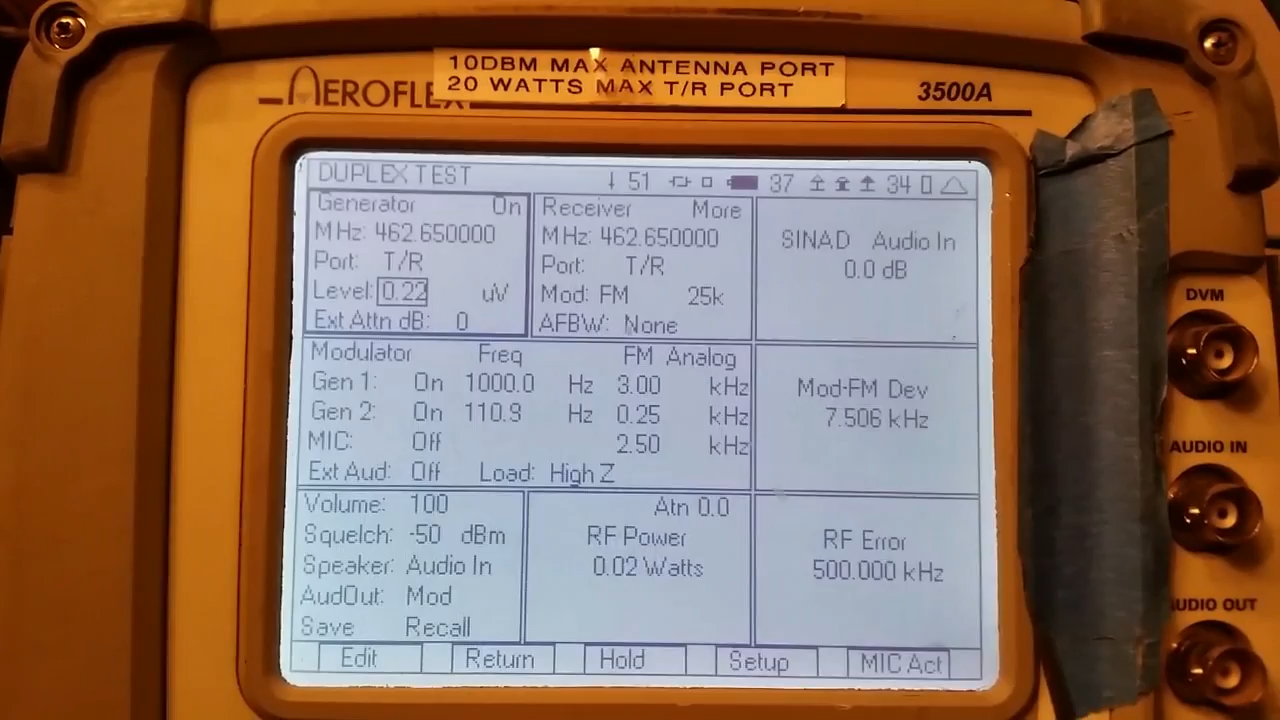 10DBM MAX ANTENNA PORT
20 WATTS MAX T/R PORT
AEROFLEX
3500A
DUPLEX TEST 51 37 34
Generator On
MHz: 462.650000
Port: T/R
Level: 0.22 uV
Ext Attn dB: 0
Receiver More
MHz: 462.650000
Port: T/R
Mod: FM 25k
AFBW: None
SINAD Audio In
0.0 dB
Modulator Freq FM Analog
Gen 1: On 1000.0 Hz 3.00 kHz
Gen 2: On 110.9 Hz 0.25 kHz
MIC: Off 2.50 kHz
Ext Aud: Off Load: High Z
Mod-FM Dev
7.506 kHz
Volume: 100
Squelch: -50 dBm
Speaker: Audio In
AudOut: Mod
Save Recall
Atn 0.0
RF Power
0.02 Watts
RF Error
500.000 kHz
Edit Return Hold Setup MIC Act
DVM
AUDIO IN
AUDIO OUT